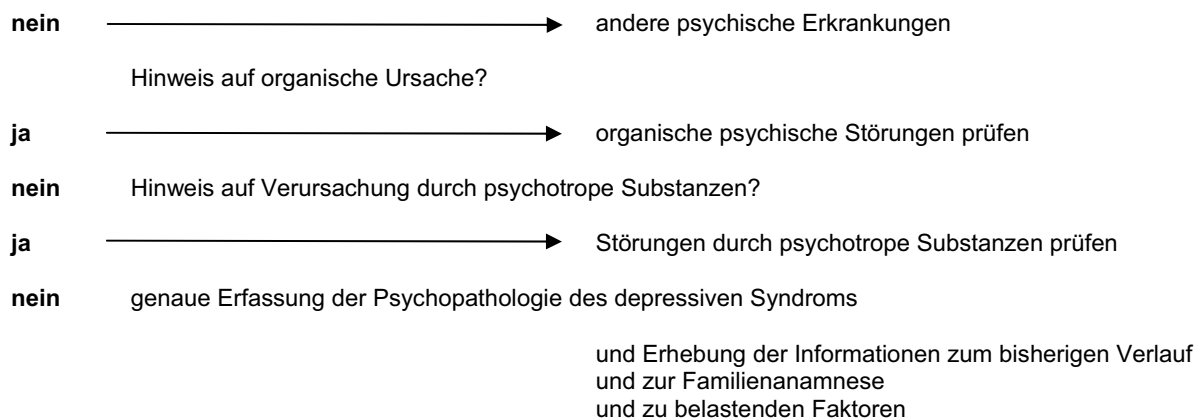 nein andere psychische Erkrankungen
Hinweis auf organische Ursache?
ja organische psychische Störungen prüfen
nein Hinweis auf Verursachung durch psychotrope Substanzen?
ja Störungen durch psychotrope Substanzen prüfen
nein genaue Erfassung der Psychopathologie des depressiven Syndroms
und Erhebung der Informationen zum bisherigen Verlauf
und zur Familienanamnese
und zu belastenden Faktoren